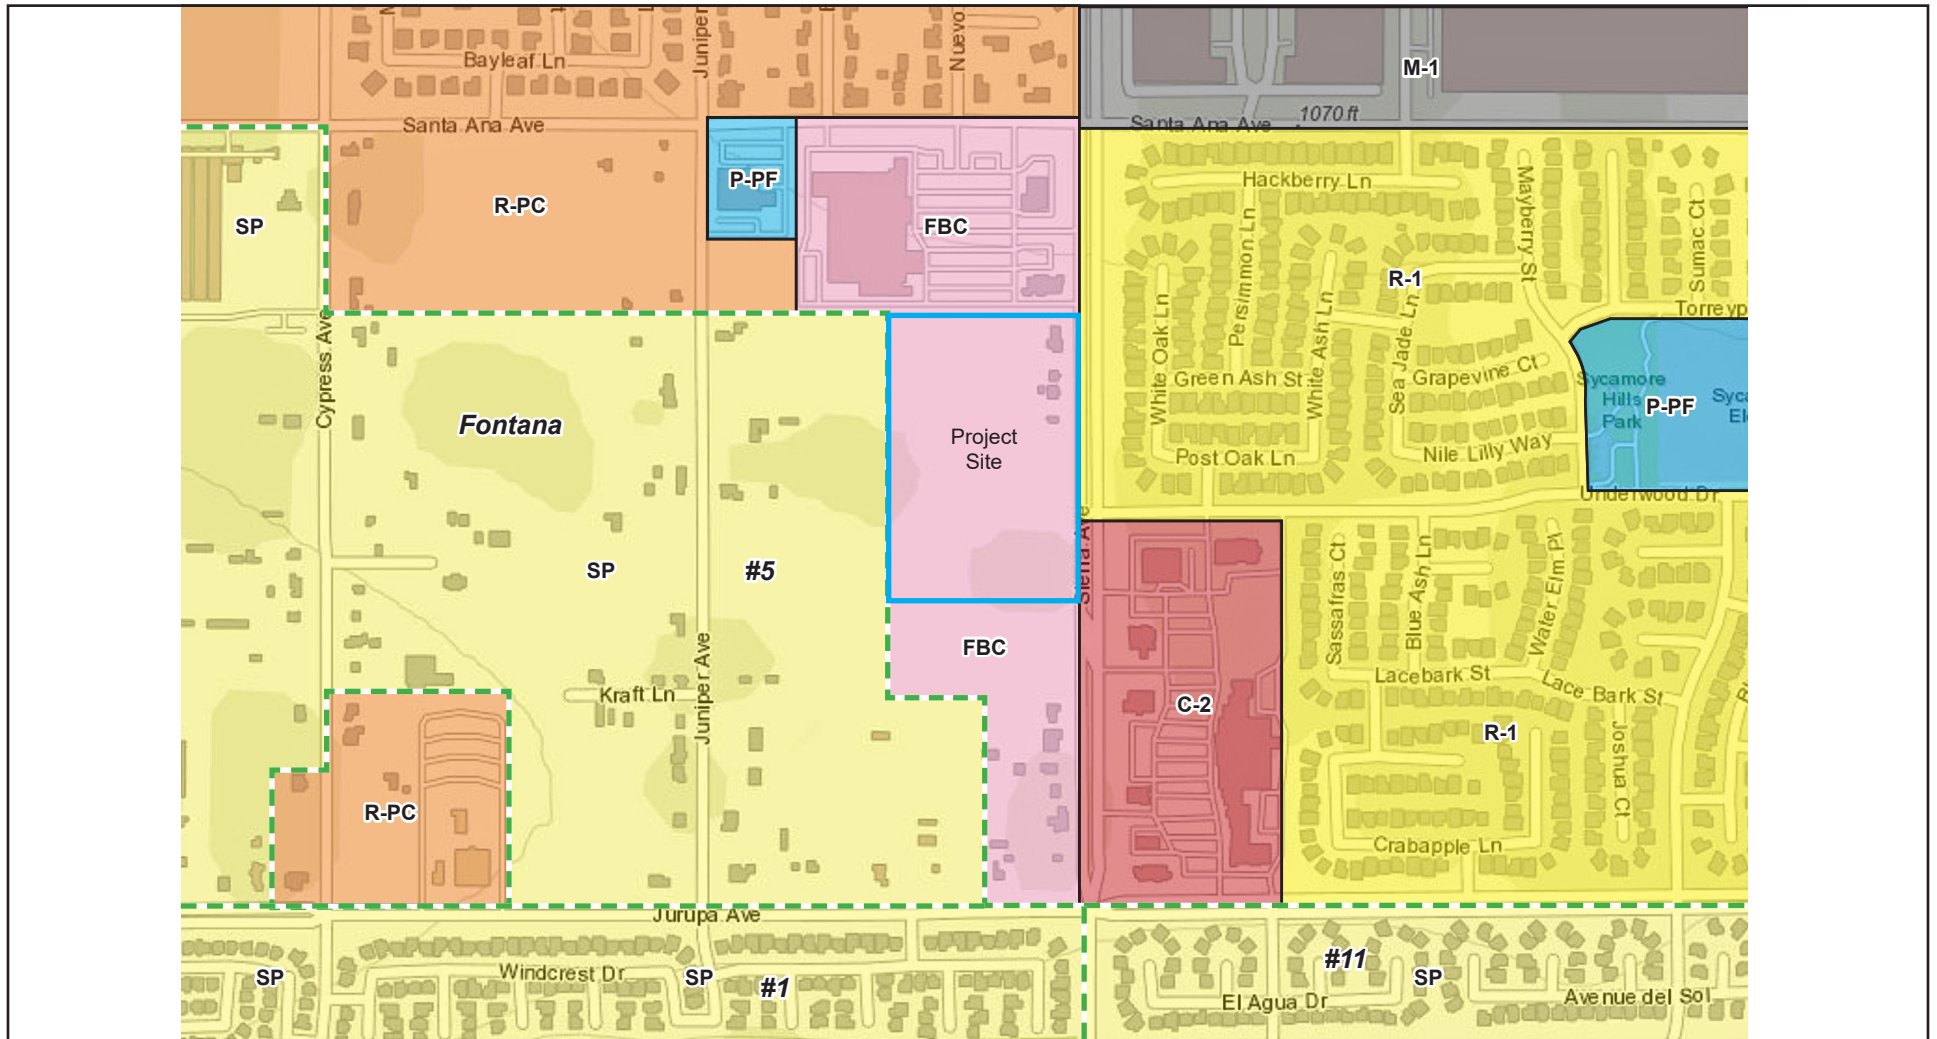 Juniper
Nuevo
Bayleaf Ln
M-1
1070 ft
Santa Ana Ave
Santa Ana Ave
P-PF
R-PC
SP
FBC
Hackberry Ln
Mayberry St
Sumac Ct
Persimmon Ln
R-1
White Oak Ln
White Ash Ln
Sea Jade Ln
Torreyp
Cypress Ave
Green Ash St
Grapevine Ct
Sycamore
Hills
Park
P-PF
Syca
El
Fontana
Project
Site
Post Oak Ln
Nile Lilly Way
Underwood Dr
Sierra Ave
SP
#5
Sassafras Ct
Blue Ash Ln
Water Elm Pl
FBC
Juniper Ave
Kraft Ln
Lacebark St
Lace Bark St
C-2
R-1
Joshua Ct
R-PC
Crabapple Ln
Jurupa Ave
SP
Windcrest Dr
SP
#1
#11
SP
El Agua Dr
Avenue del Sol